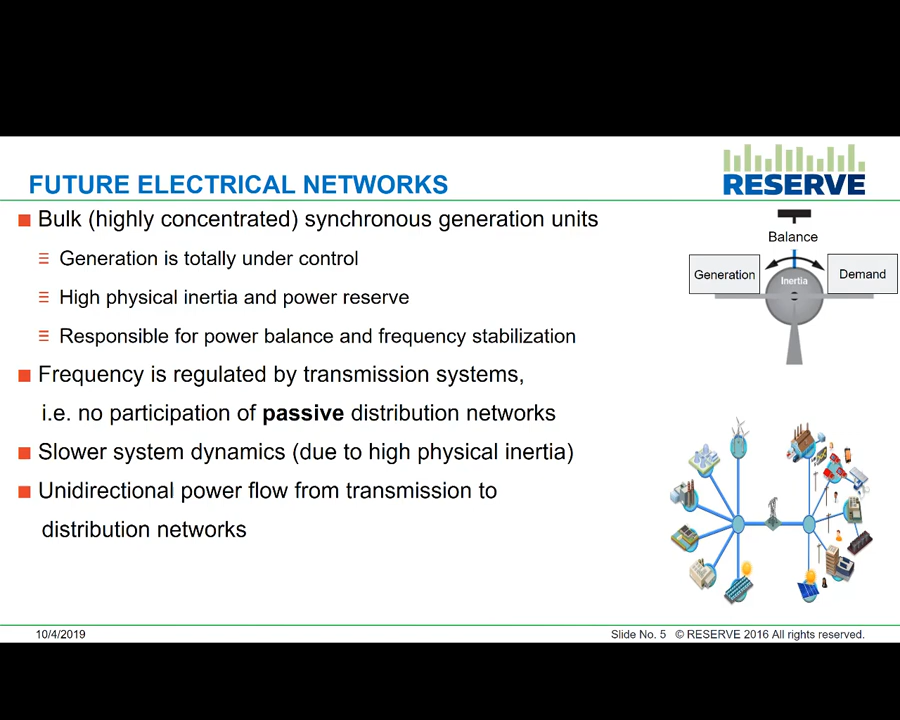 RESERVE
FUTURE ELECTRICAL NETWORKS
Bulk (highly concentrated) synchronous generation units
Generation is totally under control
High physical inertia and power reserve
Responsible for power balance and frequency stabilization
Frequency is regulated by transmission systems,
i.e. no participation of passive distribution networks
Slower system dynamics (due to high physical inertia)
Unidirectional power flow from transmission to
distribution networks
Balance
Generation
Inertia
Demand
10/4/2019
Slide No. 5 © RESERVE 2016 All rights reserved.